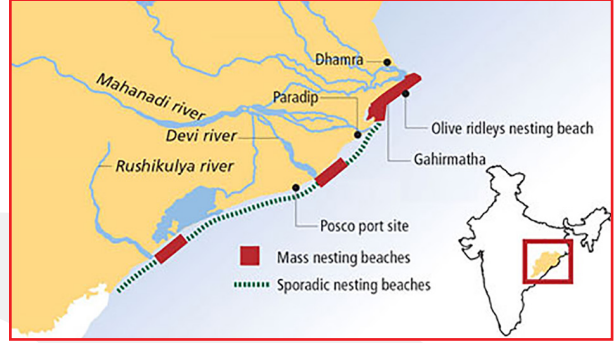 Dhamra
Mahanadi river
Paradip
Devi river
Olive ridleys nesting beach
Rushikulya river
Gahirmatha
Posco port site
Mass nesting beaches
Sporadic nesting beaches